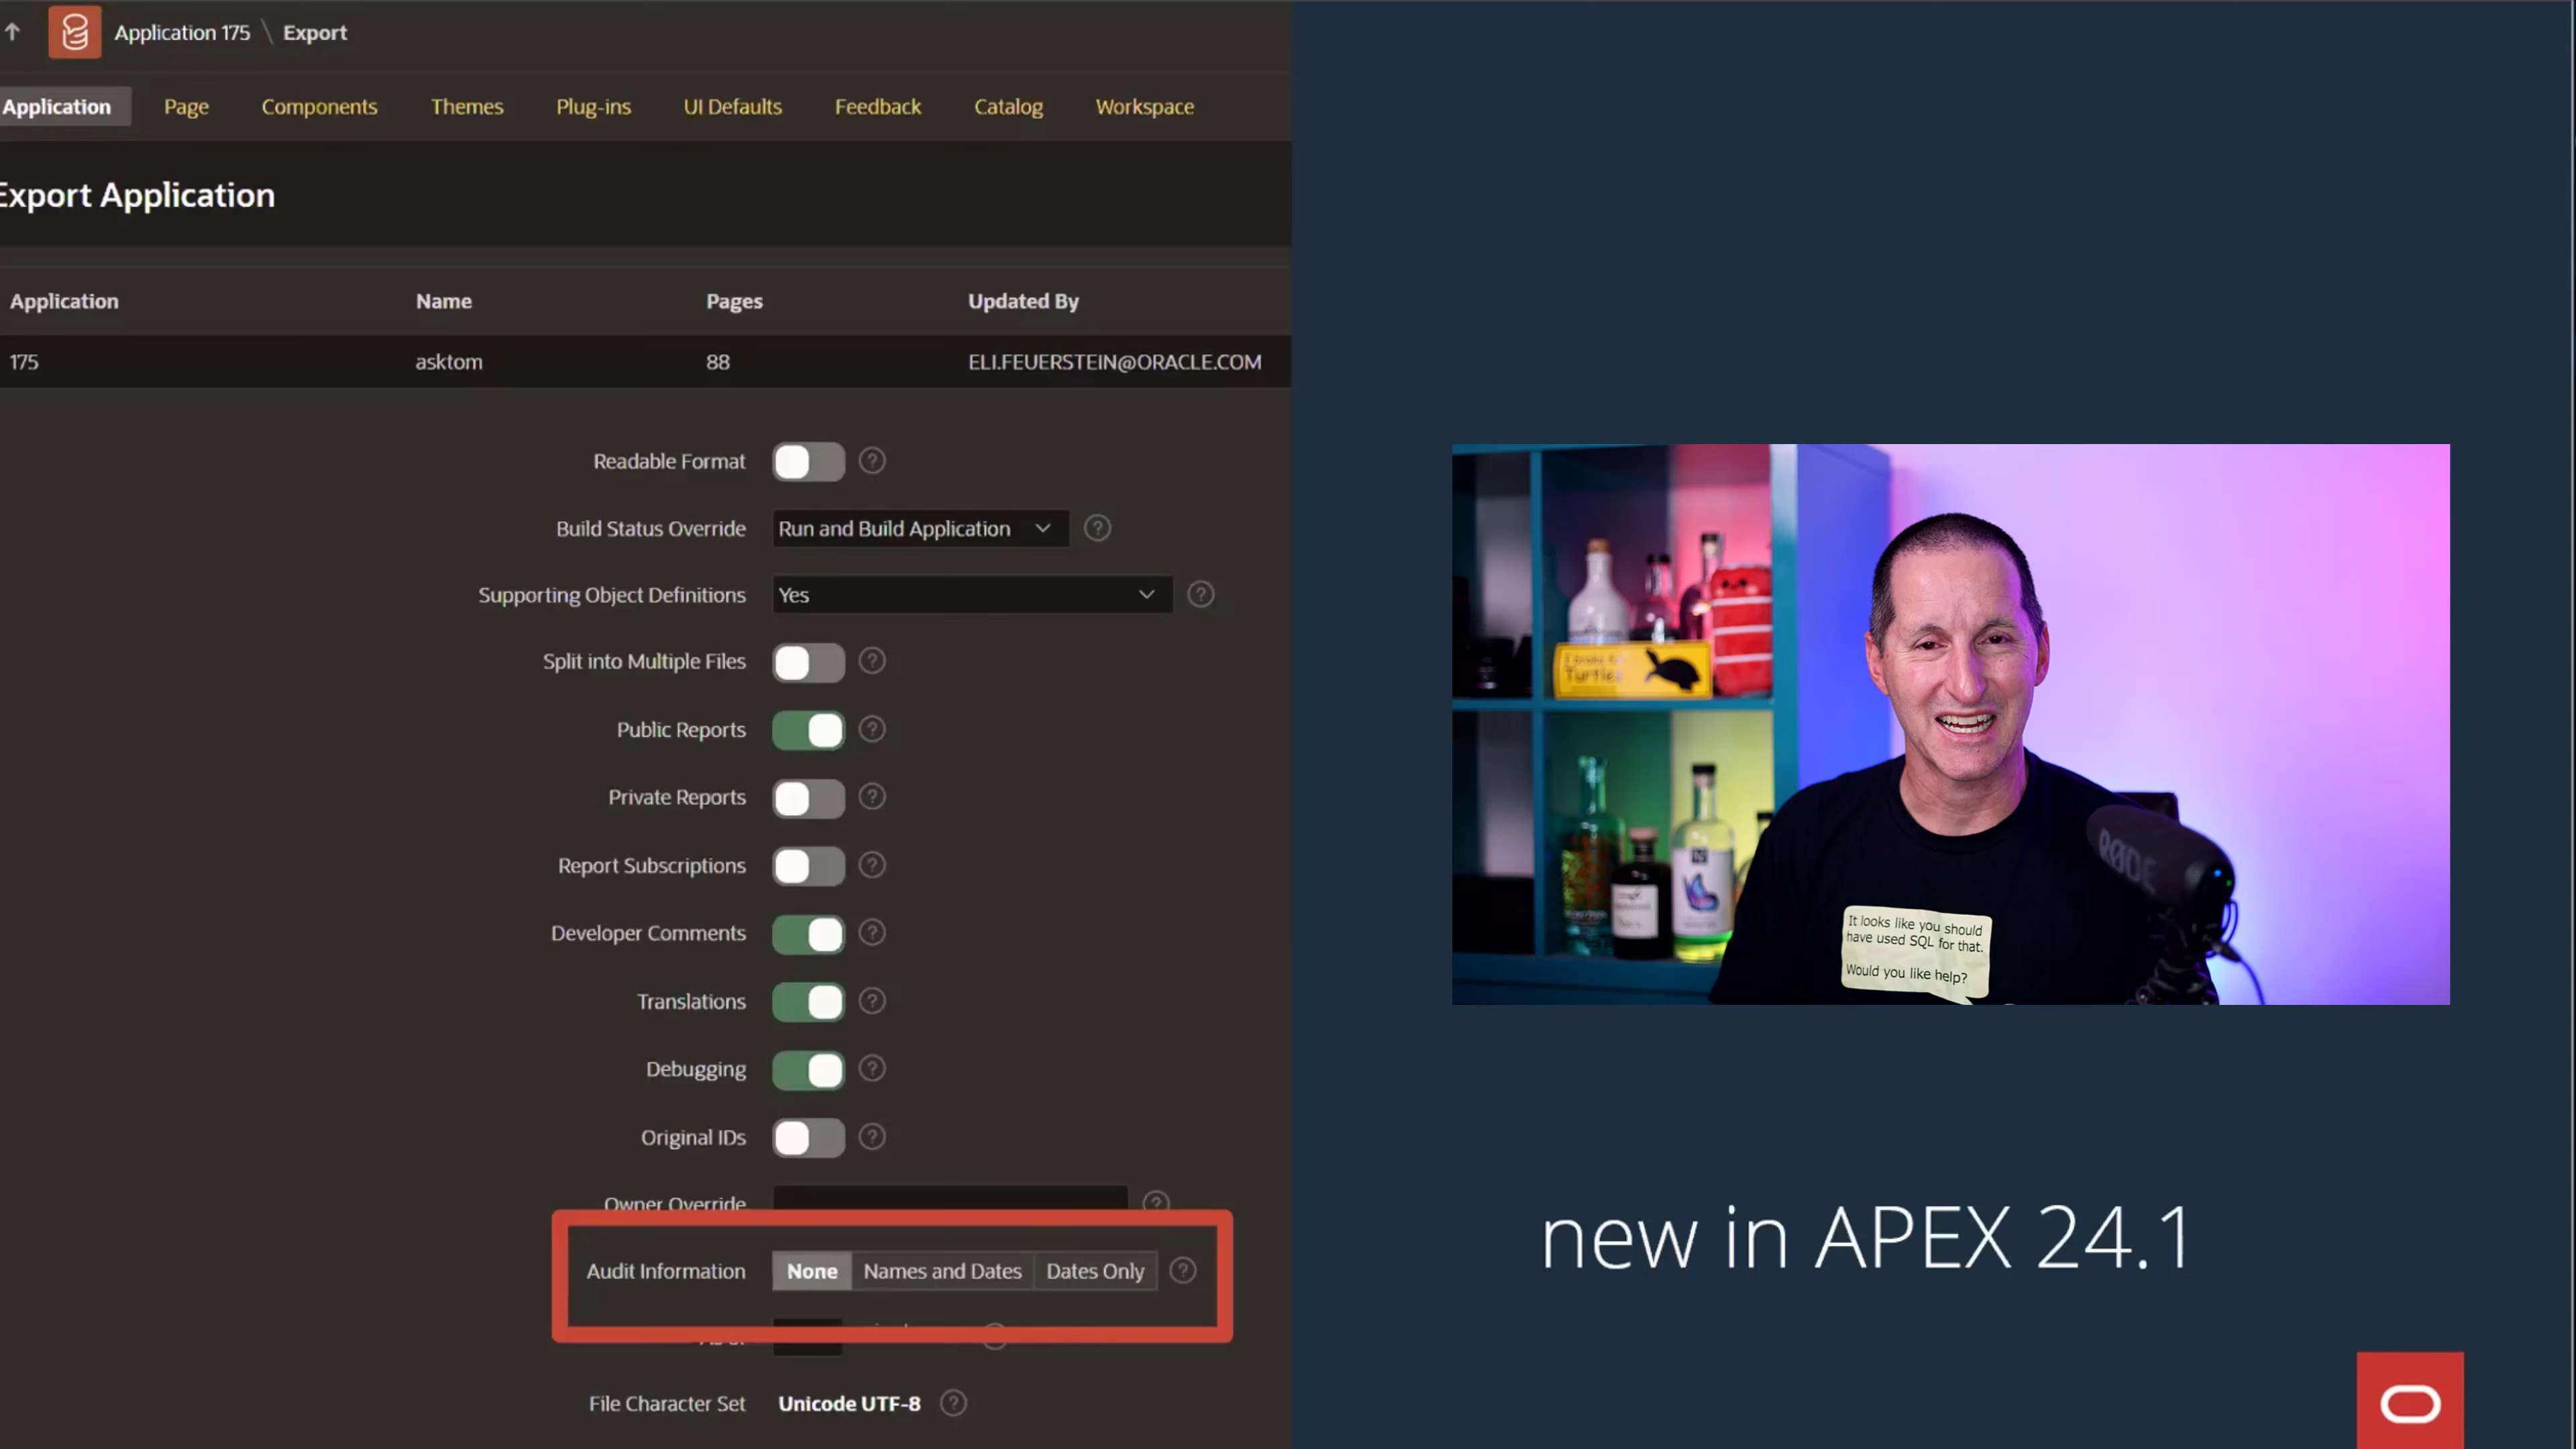 Application 175 \ Export
Application Page Components Themes Plug-ins UI Defaults Feedback Catalog Workspace
Export Application
Application Name Pages Updated By
175 asktom 88 ELI.FEUERSTEIN@ORACLE.COM
Readable Format ?
Build Status Override Run and Build Application ?
Supporting Object Definitions Yes ?
Split into Multiple Files ?
Public Reports ?
Private Reports ?
Report Subscriptions ?
Developer Comments ?
Translations ?
Debugging ?
Original IDs ?
Owner Override ?
Audit Information None Names and Dates Dates Only ?
File Character Set Unicode UTF-8 ?
Turtles
RØDE
It looks like you should
have used SQL for that.
Would you like help?
new in APEX 24.1